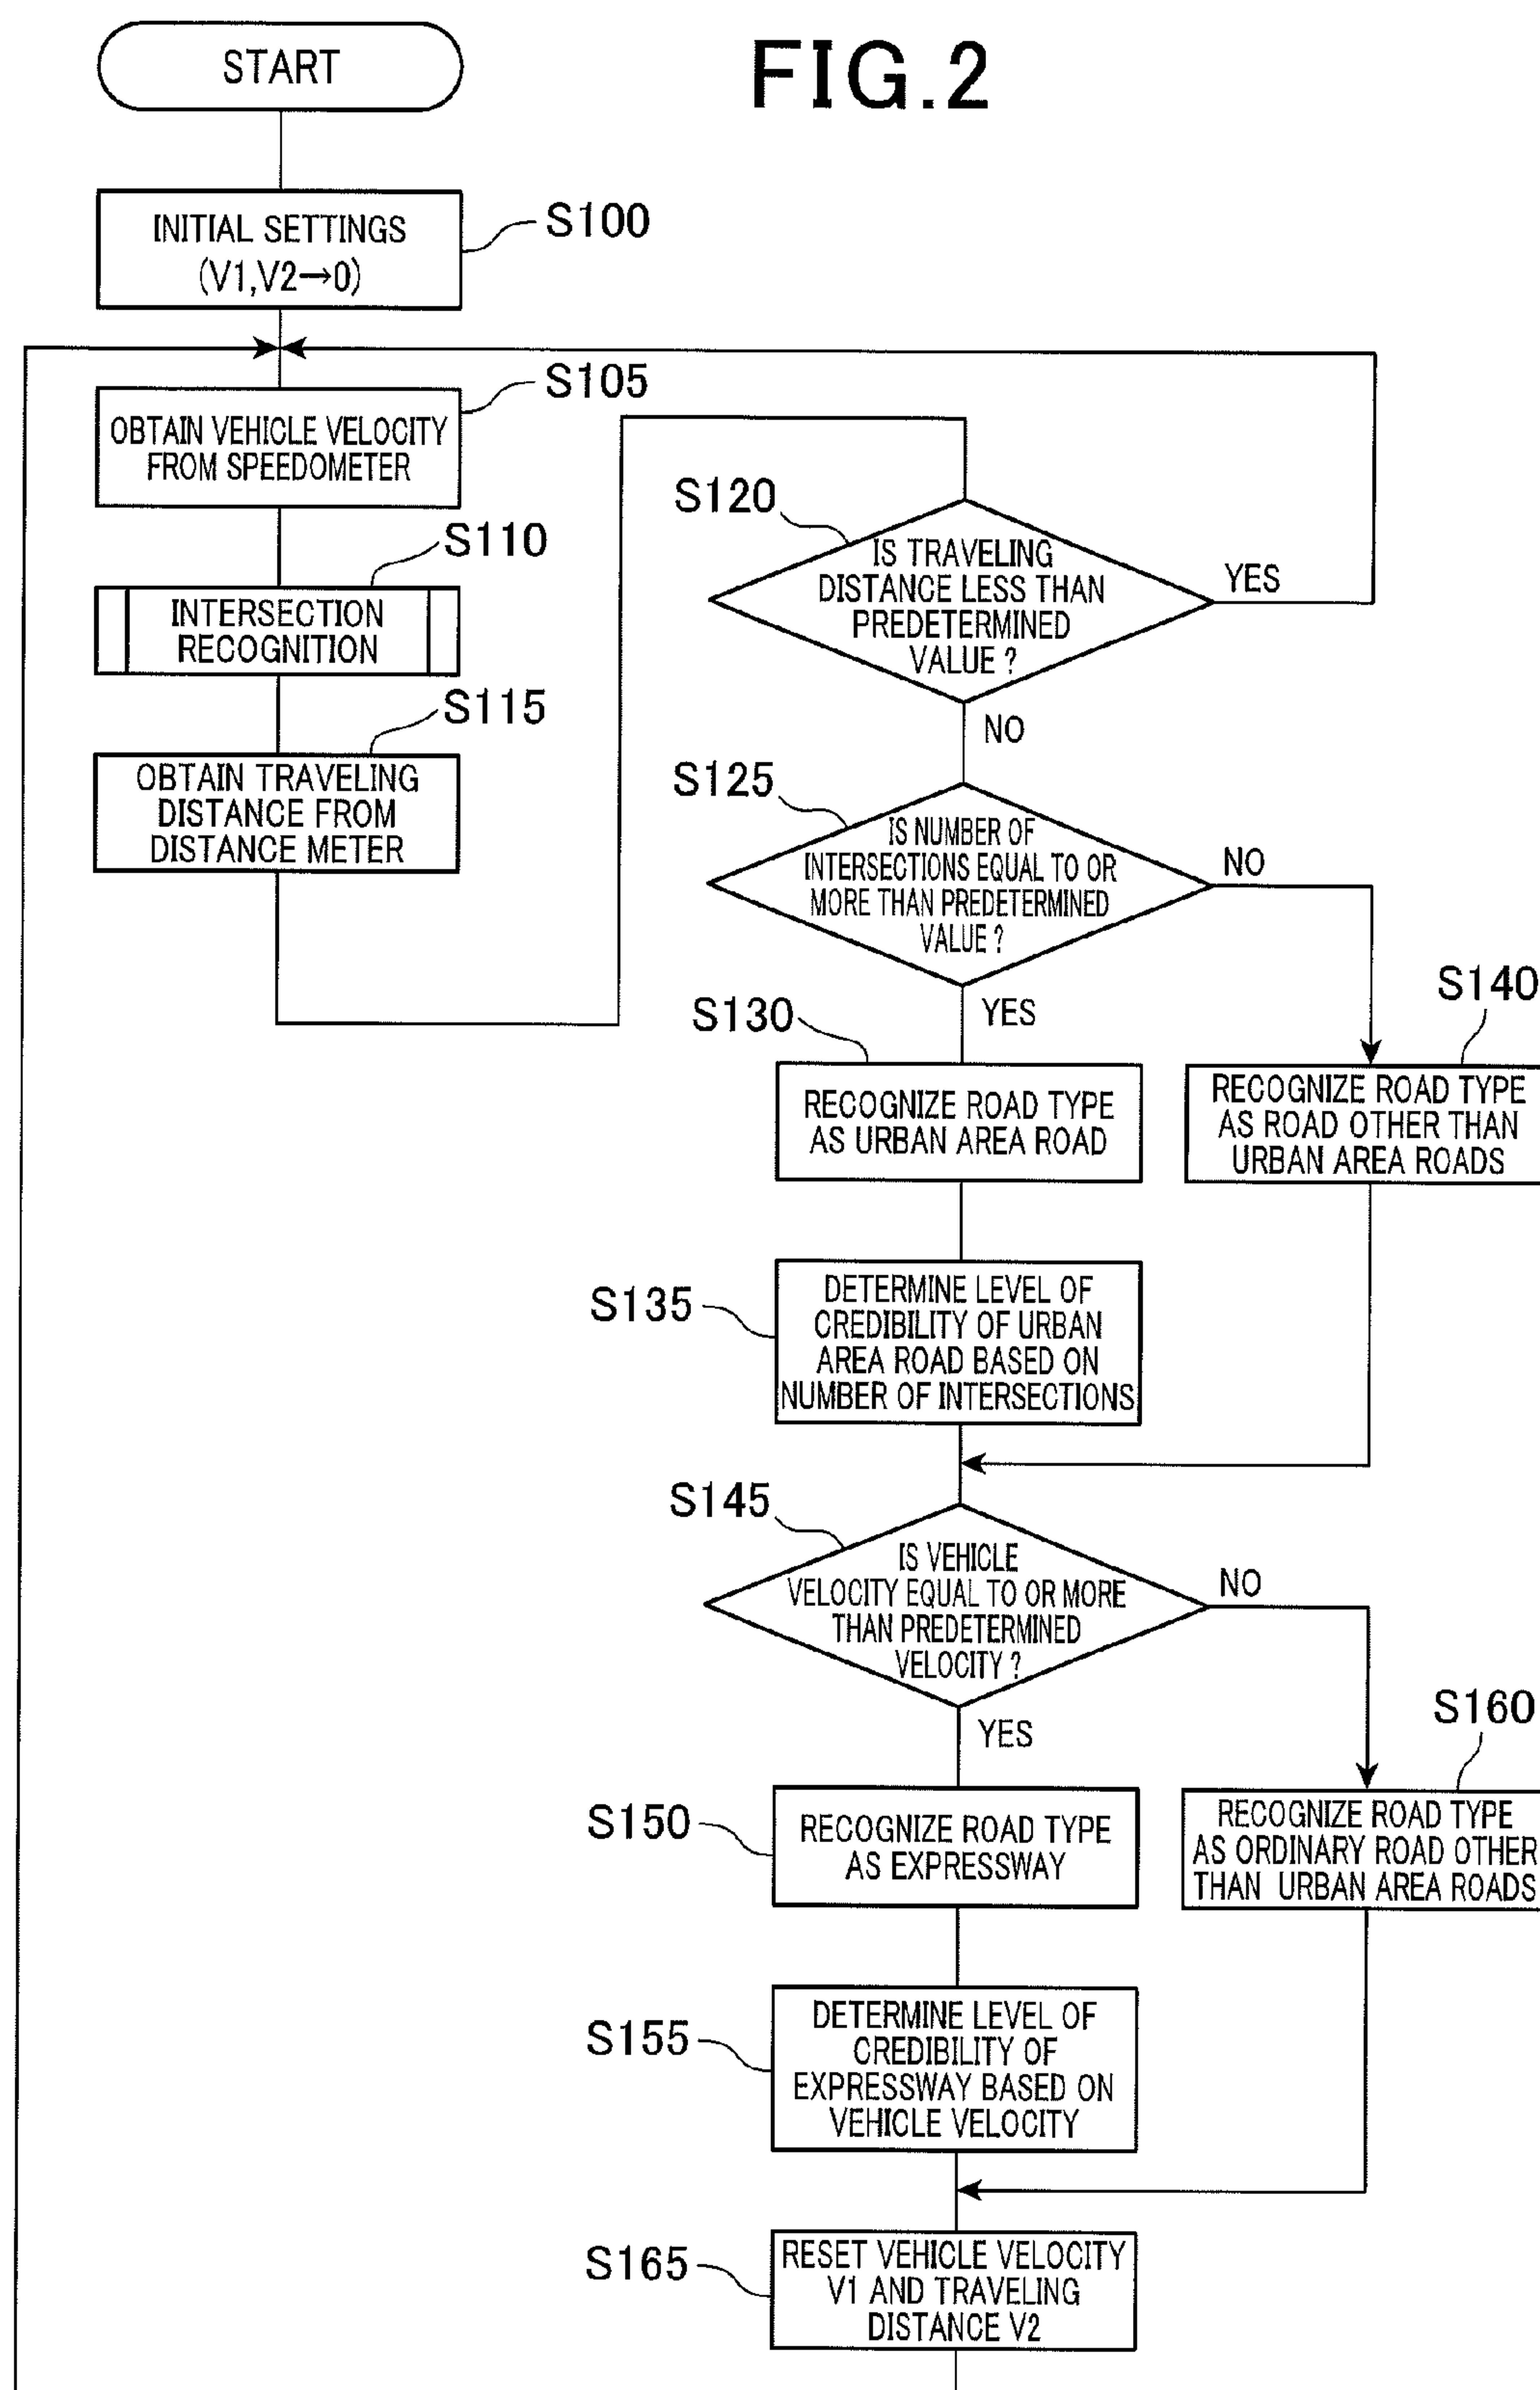 FIG.2
START
INITIAL SETTINGS
(V1,V2→0)
S100
OBTAIN VEHICLE VELOCITY
FROM SPEEDOMETER
S105
INTERSECTION
RECOGNITION
S110
OBTAIN TRAVELING
DISTANCE FROM
DISTANCE METER
S115
S120
IS TRAVELING
DISTANCE LESS THAN
PREDETERMINED
VALUE ?
YES
NO
S125
IS NUMBER OF
INTERSECTIONS EQUAL TO OR
MORE THAN PREDETERMINED
VALUE ?
NO
YES
S130
RECOGNIZE ROAD TYPE
AS URBAN AREA ROAD
S140
RECOGNIZE ROAD TYPE
AS ROAD OTHER THAN
URBAN AREA ROADS
S135
DETERMINE LEVEL OF
CREDIBILITY OF URBAN
AREA ROAD BASED ON
NUMBER OF INTERSECTIONS
S145
IS VEHICLE
VELOCITY EQUAL TO OR MORE
THAN PREDETERMINED
VELOCITY ?
NO
YES
S150
RECOGNIZE ROAD TYPE
AS EXPRESSWAY
S160
RECOGNIZE ROAD TYPE
AS ORDINARY ROAD OTHER
THAN URBAN AREA ROADS
S155
DETERMINE LEVEL OF
CREDIBILITY OF
EXPRESSWAY BASED ON
VEHICLE VELOCITY
S165
RESET VEHICLE VELOCITY
V1 AND TRAVELING
DISTANCE V2